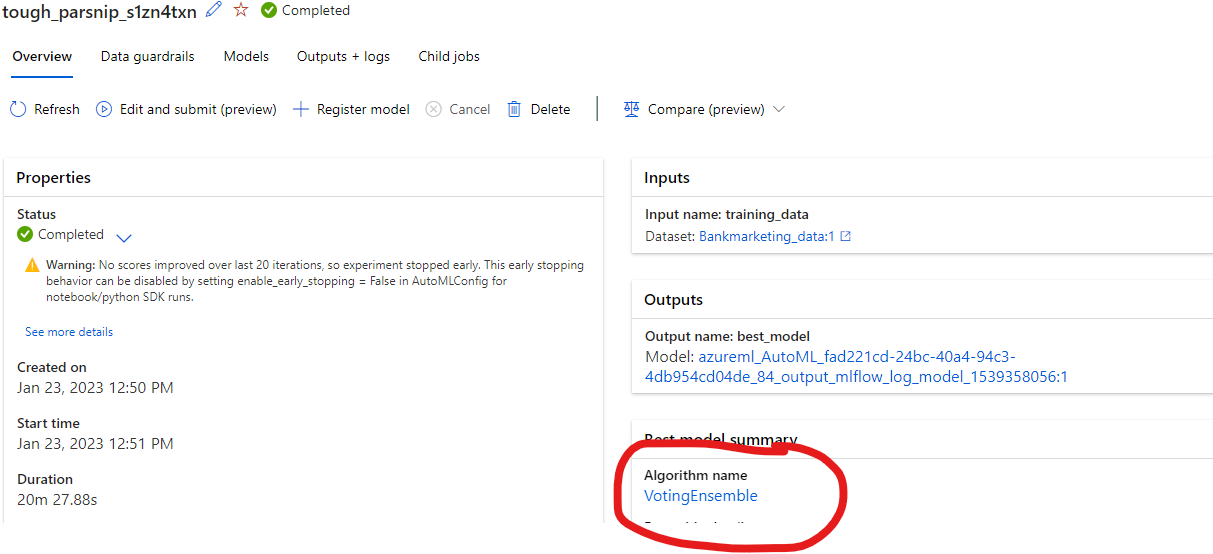 tough_parsnip_s1zn4txn Completed
Overview Data guardrails Models Outputs + logs Child jobs
Refresh Edit and submit (preview) Register model Cancel Delete Compare (preview)
Properties
Status
Completed
Warning: No scores improved over last 20 iterations, so experiment stopped early. This early stopping
behavior can be disabled by setting enable_early_stopping = False in AutoMLConfig for
notebook/python SDK runs.
See more details
Created on
Jan 23, 2023 12:50 PM
Start time
Jan 23, 2023 12:51 PM
Duration
20m 27.88s
Inputs
Input name: training_data
Dataset: Bankmarketing_data:1
Outputs
Output name: best_model
Model: azureml_AutoML_fad221cd-24bc-40a4-94c3-
4db954cd04de_84_output_mlflow_log_model_1539358056:1
Best model summary
Algorithm name
VotingEnsemble